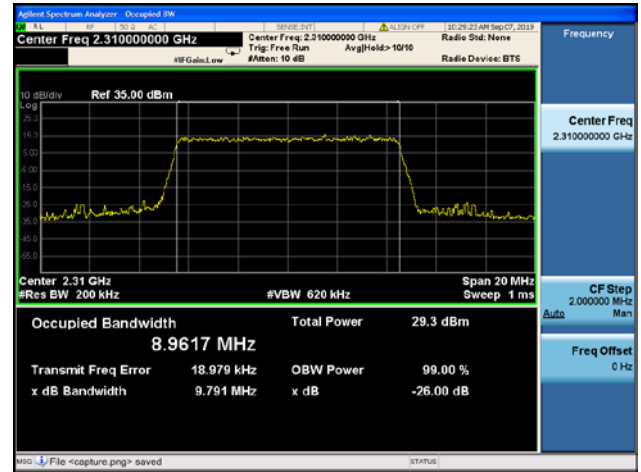 Agilent Spectrum Analyzer Occupied BW
RL RF 50 Ω AC SENSE:INT ALIGN OFF 10:29:23 AM Sep 07, 2019
Center Freq 2.310000000 GHz
Center Freq: 2.310000000 GHz Radio Std: None
Trig: Free Run Avg|Hold:> 10/10
#IFGain:Low #Atten: 10 dB Radio Device: BTS
Frequency
10 dB/div Ref 35.00 dBm
Log
25.0
15.0
5.00
-5.00
-15.0
-25.0
-35.0
-45.0
-55.0
Center 2.31 GHz Span 20 MHz
#Res BW 200 kHz #VBW 620 kHz Sweep 1 ms
Occupied Bandwidth Total Power 29.3 dBm
8.9617 MHz
Transmit Freq Error 18.979 kHz OBW Power 99.00 %
x dB Bandwidth 9.791 MHz x dB -26.00 dB
Center Freq
2.310000000 GHz
CF Step
2.000000 MHz
Auto Man
Freq Offset
0 Hz
MSG File <capture.png> saved STATUS